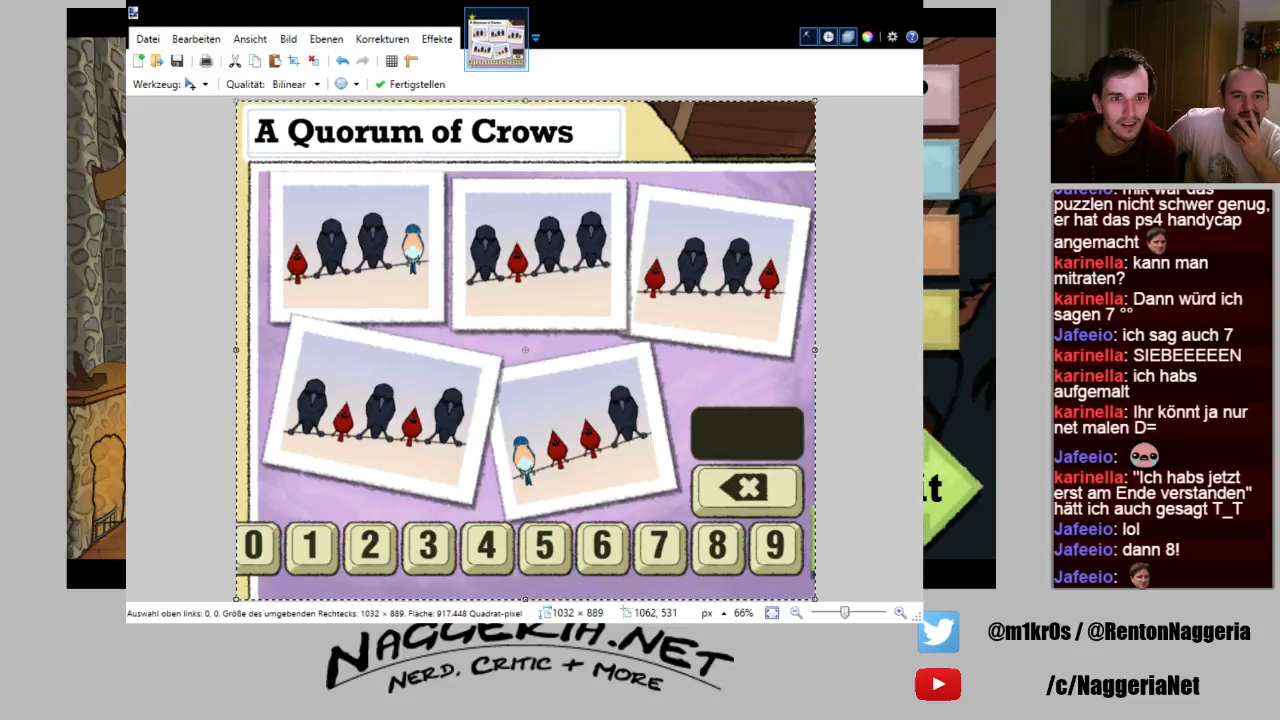 Datei Bearbeiten Ansicht Bild Ebenen Korrekturen Effekte
Werkzeug: Qualität: Bilinear Fertigstellen
A Quorum of Crows
0 1 2 3 4 5 6 7 8 9
Auswahl oben links: 0, 0. Größe des umgebenden Rechtecks: 1032 × 889. Fläche: 917.448 Quadrat-pixel 1032 × 889 1062, 531 px 66%
it
Jafeeio: mik war das
puzzlen nicht schwer genug,
er hat das ps4 handycap
angemacht
karinella: kann man
mitraten?
karinella: Dann würd ich
sagen 7 °°
Jafeeio: ich sag auch 7
karinella: SIEBEEEEEN
karinella: ich habs
aufgemalt
karinella: Ihr könnt ja nur
net malen D=
Jafeeio:
karinella: "Ich habs jetzt
erst am Ende verstanden"
hätt ich auch gesagt T_T
Jafeeio: lol
Jafeeio: dann 8!
Jafeeio:
NAGGERIA.NET
NERD, CRITIC + MORE
@m1kr0s / @RentonNaggeria
/c/NaggeriaNet